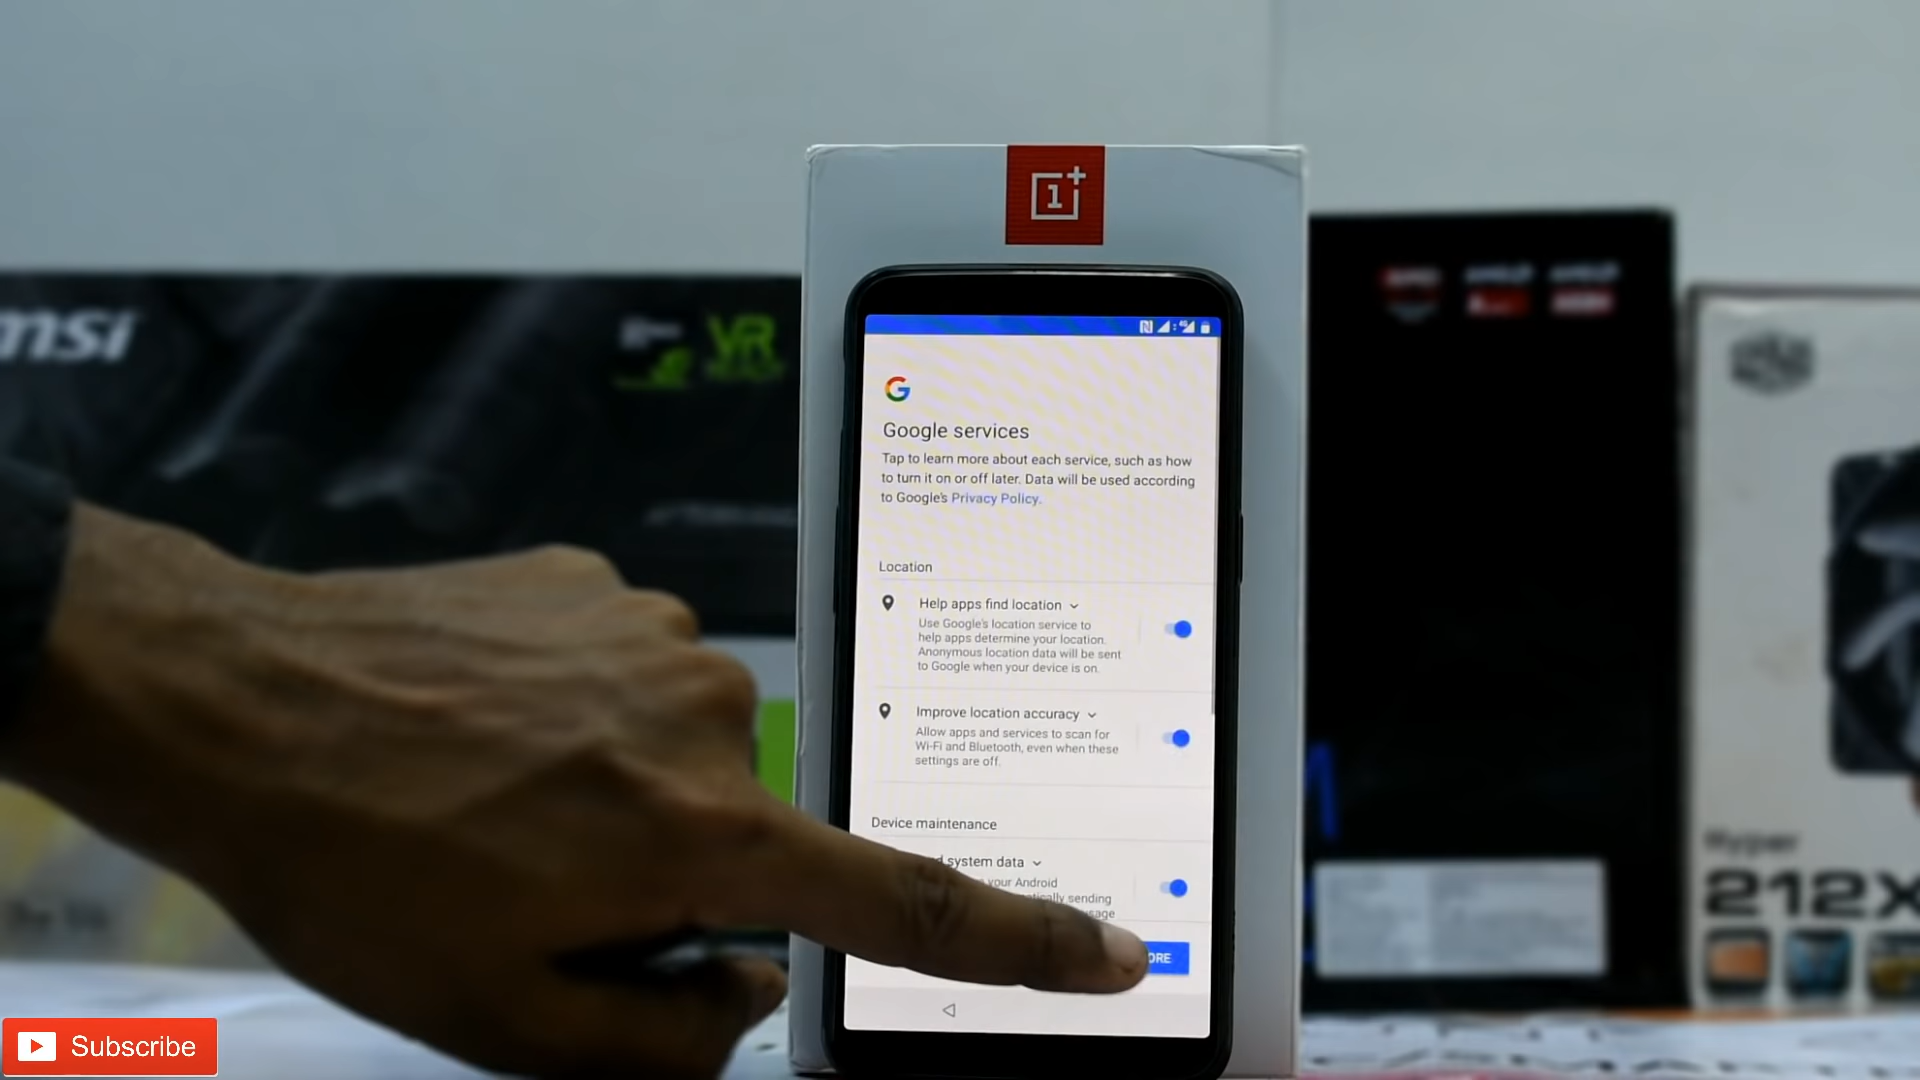 msi
VR
READY
1+
G
Google services
Tap to learn more about each service, such as how
to turn it on or off later. Data will be used according
to Google's Privacy Policy.
Location
Help apps find location
Use Google's location service to
help apps determine your location.
Anonymous location data will be sent
to Google when your device is on.
Improve location accuracy
Allow apps and services to scan for
Wi-Fi and Bluetooth, even when these
settings are off.
Device maintenance
system data
your Android
sending
ORE
Hyper
212X
Subscribe